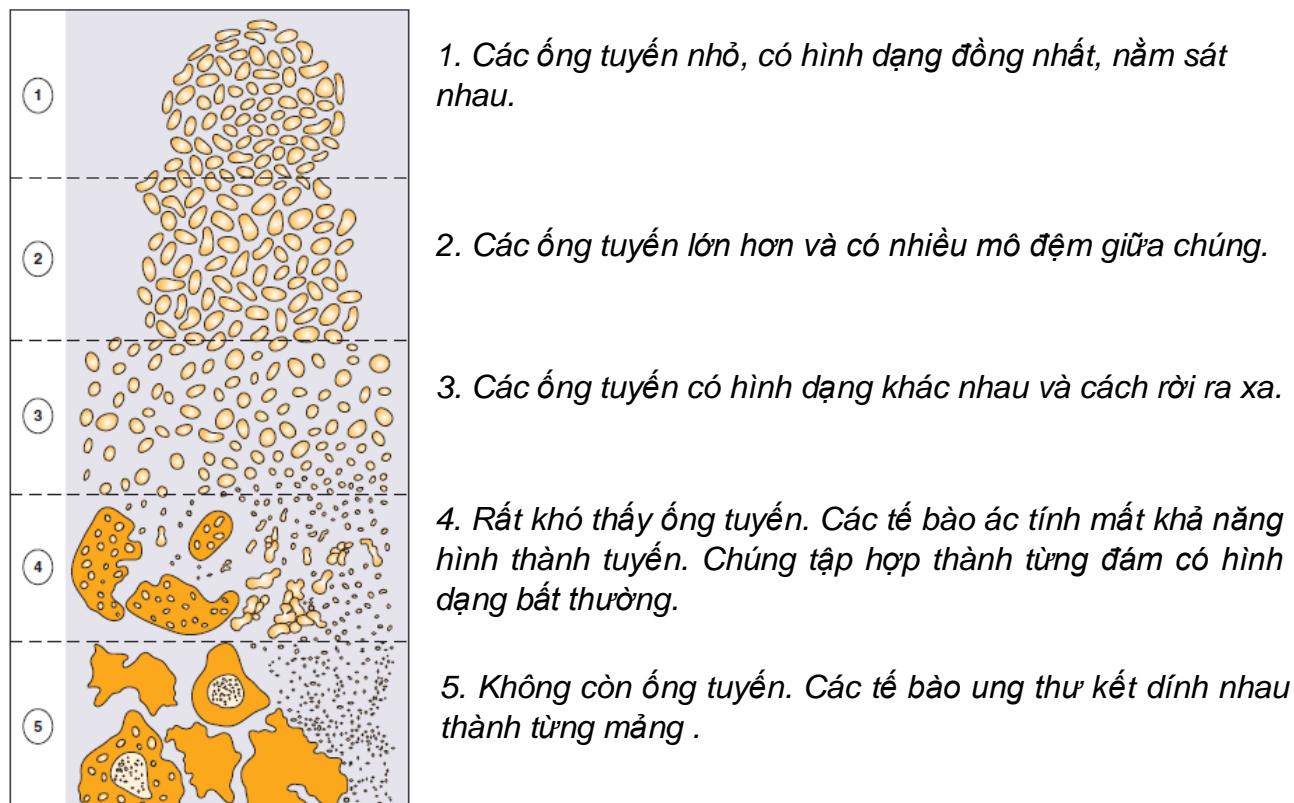 1
1. Các ống tuyến nhỏ, có hình dạng đồng nhất, nằm sát
nhau.
2
2. Các ống tuyến lớn hơn và có nhiều mô đệm giữa chúng.
3
3. Các ống tuyến có hình dạng khác nhau và cách rời ra xa.
4
4. Rất khó thấy ống tuyến. Các tế bào ác tính mất khả năng
hình thành tuyến. Chúng tập hợp thành từng đám có hình
dạng bất thường.
5
5. Không còn ống tuyến. Các tế bào ung thư kết dính nhau
thành từng mảng .